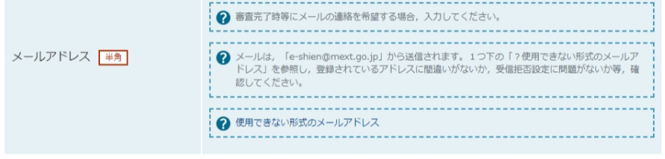 審査完了時等にメールの連絡を希望する場合，入力してください。
メールアドレス 半角
メールは，「e-shien@mext.go.jp」から送信されます。１つ下の「？使用できない形式のメールア
ドレス」を参照し，登録されているアドレスに間違いがないか，受信拒否設定に問題がないか等，確
認してください。
使用できない形式のメールアドレス